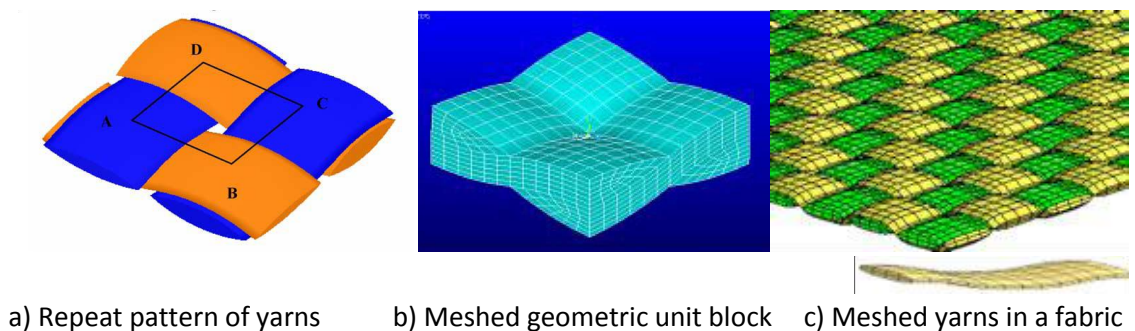 D
A
C
B
a) Repeat pattern of yarns b) Meshed geometric unit block c) Meshed yarns in a fabric